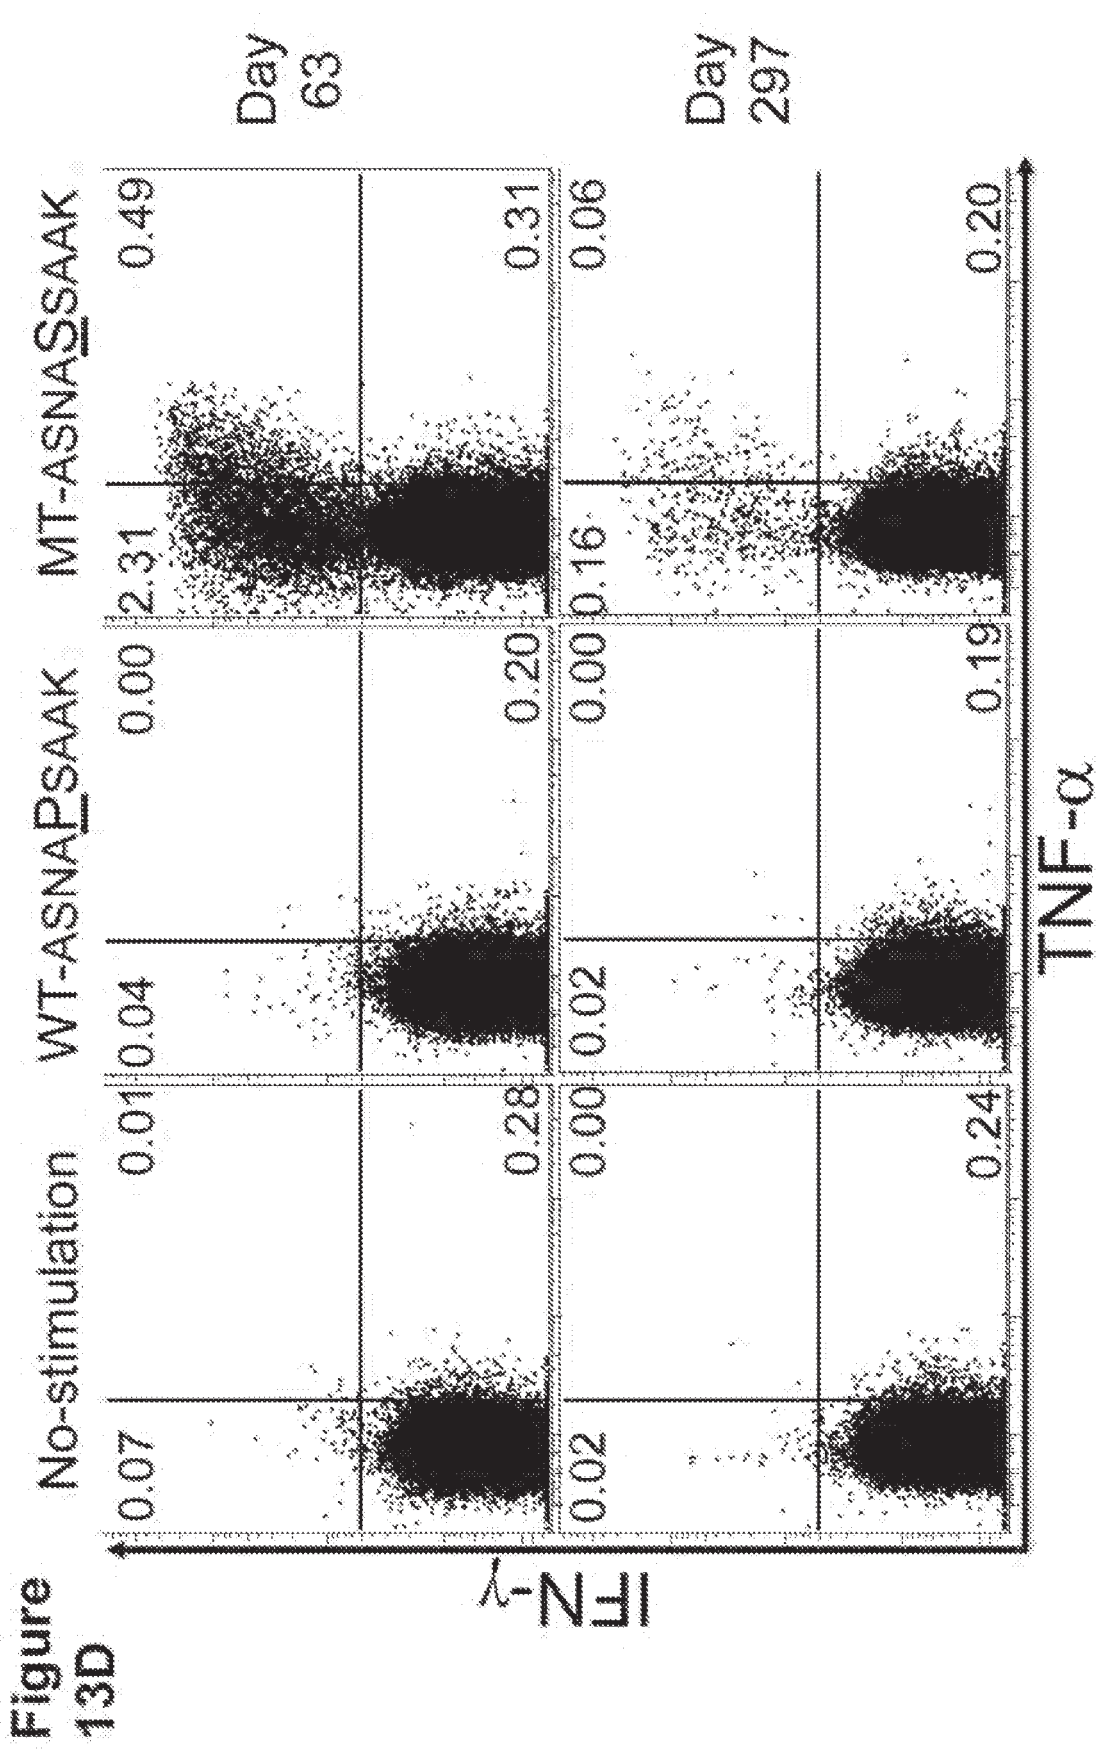 Figure
13D
No-stimulation
WT-ASNAPSAAK
MT-ASNASSAAK
0.07
0.01
0.04
0.00
2.31
0.49
Day
63
0.28
0.20
0.31
IFN-γ
0.02
0.00
0.02
0.00
0.16
0.06
Day
297
0.24
0.19
0.20
TNF-α